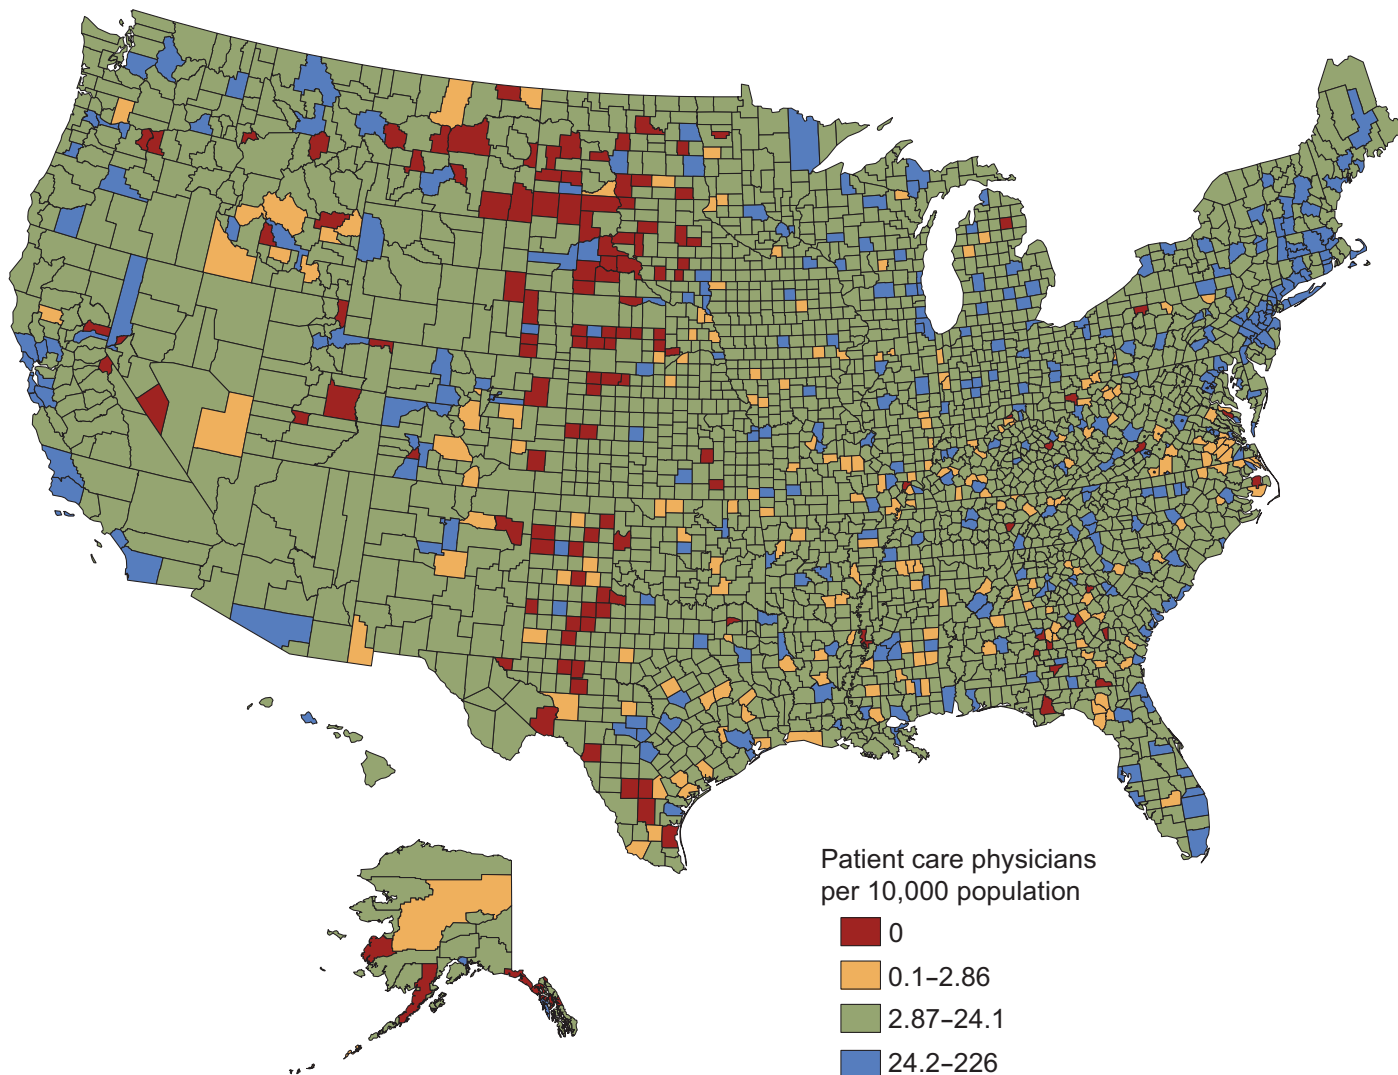 Patient care physicians
per 10,000 population
0
0.1–2.86
2.87–24.1
24.2–226